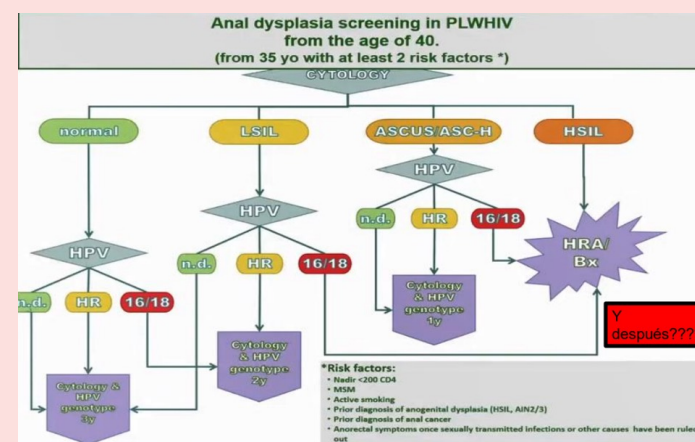 Anal dysplasia screening in PLWHIV
from the age of 40.
(from 35 yo with at least 2 risk factors *)
CYTOLOGY
normal
LSIL
ASCUS/ASC-H
HSIL
HPV
n.d.
HR
16/18
HRA/
Bx
HPV
n.d.
HR
16/18
Cytology
& HPV
genotype
1y
HPV
n.d.
HR
16/18
Cytology
& HPV
genotype
2y
Cytology
&
HPV
genotype
3y
Y
después???
*Risk factors:
• Nadir <200 CD4
• MSM
• Active smoking
• Prior diagnosis of anogenital dysplasia (HSIL, AIN2/3)
• Prior diagnosis of anal cancer
• Anorectal symptoms once sexually transmitted infections or other causes have been ruled
out